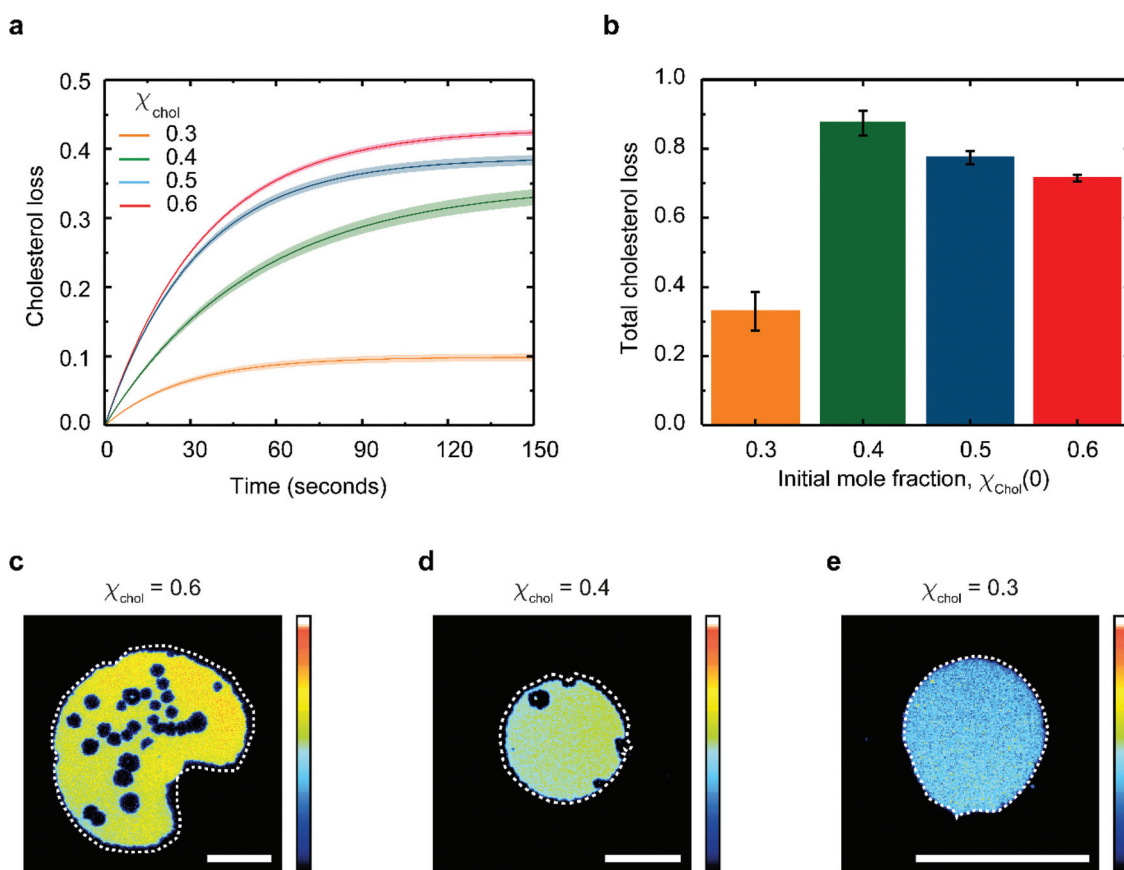 a
Cholesterol loss
0.5
0.4
0.3
0.2
0.1
0.0
χchol
0.3
0.4
0.5
0.6
0 30 60 90 120 150
Time (seconds)
b
Total cholesterol loss
1.0
0.8
0.6
0.4
0.2
0.0
0.3 0.4 0.5 0.6
Initial mole fraction, χChol(0)
c
χchol = 0.6
d
χchol = 0.4
e
χchol = 0.3